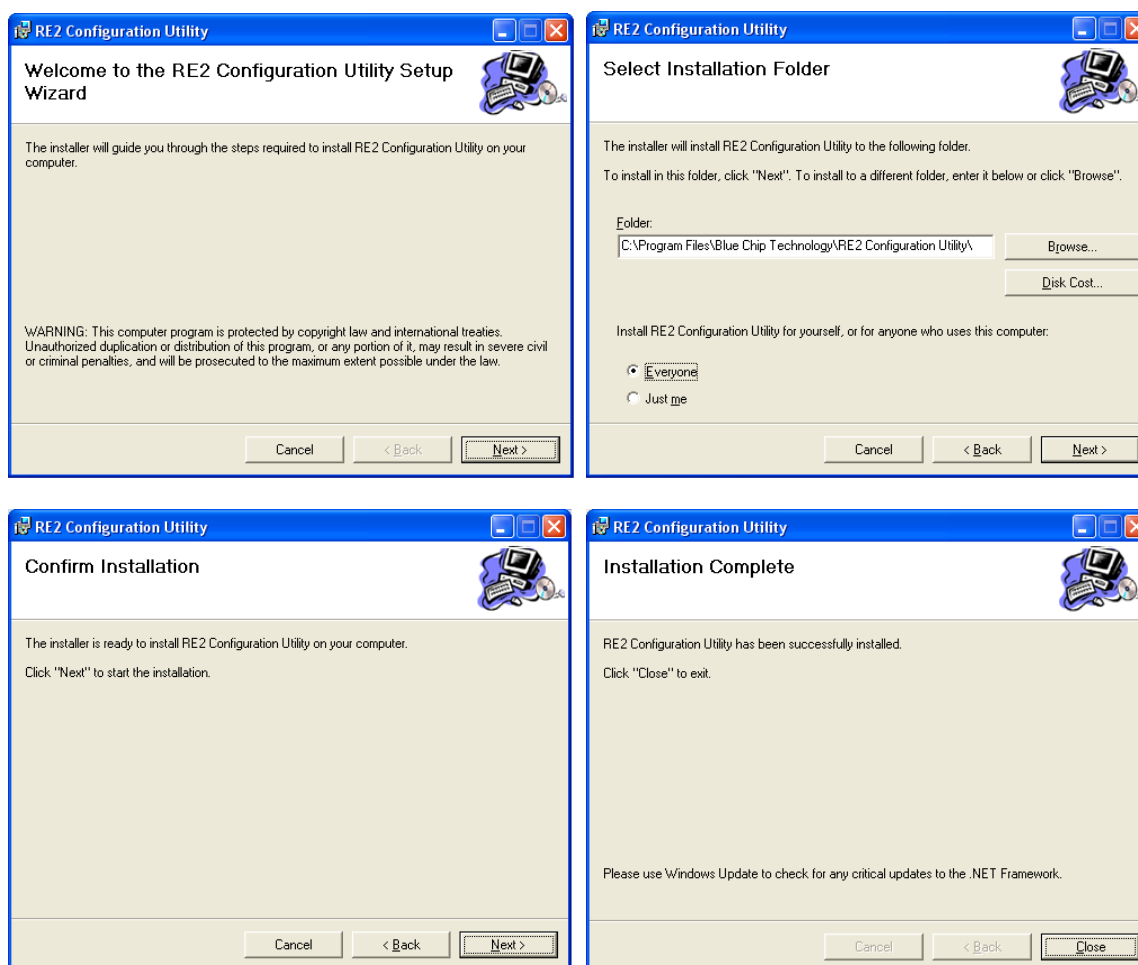 RE2 Configuration Utility
Welcome to the RE2 Configuration Utility Setup
Wizard
The installer will guide you through the steps required to install RE2 Configuration Utility on your
computer.
WARNING: This computer program is protected by copyright law and international treaties.
Unauthorized duplication or distribution of this program, or any portion of it, may result in severe civil
or criminal penalties, and will be prosecuted to the maximum extent possible under the law.
Cancel
< Back
Next >
RE2 Configuration Utility
Select Installation Folder
The installer will install RE2 Configuration Utility to the following folder.
To install in this folder, click "Next". To install to a different folder, enter it below or click "Browse".
Folder:
C:\Program Files\Blue Chip Technology\RE2 Configuration Utility\
Browse...
Disk Cost...
Install RE2 Configuration Utility for yourself, or for anyone who uses this computer:
Everyone
Just me
Cancel
< Back
Next >
RE2 Configuration Utility
Confirm Installation
The installer is ready to install RE2 Configuration Utility on your computer.
Click "Next" to start the installation.
Cancel
< Back
Next >
RE2 Configuration Utility
Installation Complete
RE2 Configuration Utility has been successfully installed.
Click "Close" to exit.
Please use Windows Update to check for any critical updates to the .NET Framework.
Cancel
< Back
Close